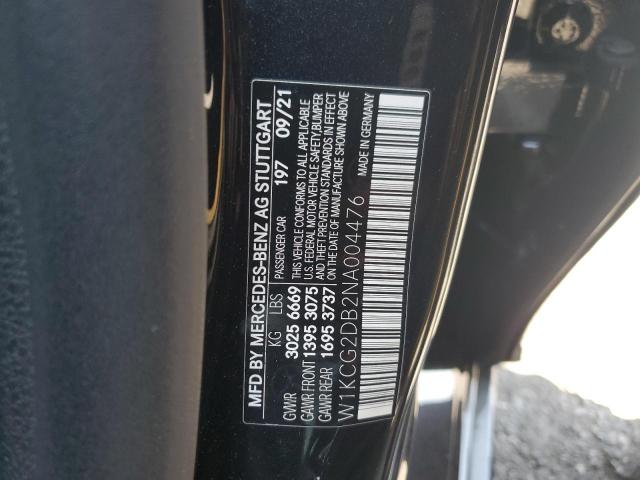 MFD BY MERCEDES-BENZ AG STUTTGART
PASSENGER CAR 197 09/21
KG LBS
GVWR 3025 6669
GAWR FRONT 1395 3075
GAWR REAR 1695 3737
THIS VEHICLE CONFORMS TO ALL APPLICABLE
U.S. FEDERAL MOTOR VEHICLE SAFETY,BUMPER
AND THEFT PREVENTION STANDARDS IN EFFECT
ON THE DATE OF MANUFACTURE SHOWN ABOVE
W1KCG2DB2NA004476
MADE IN GERMANY